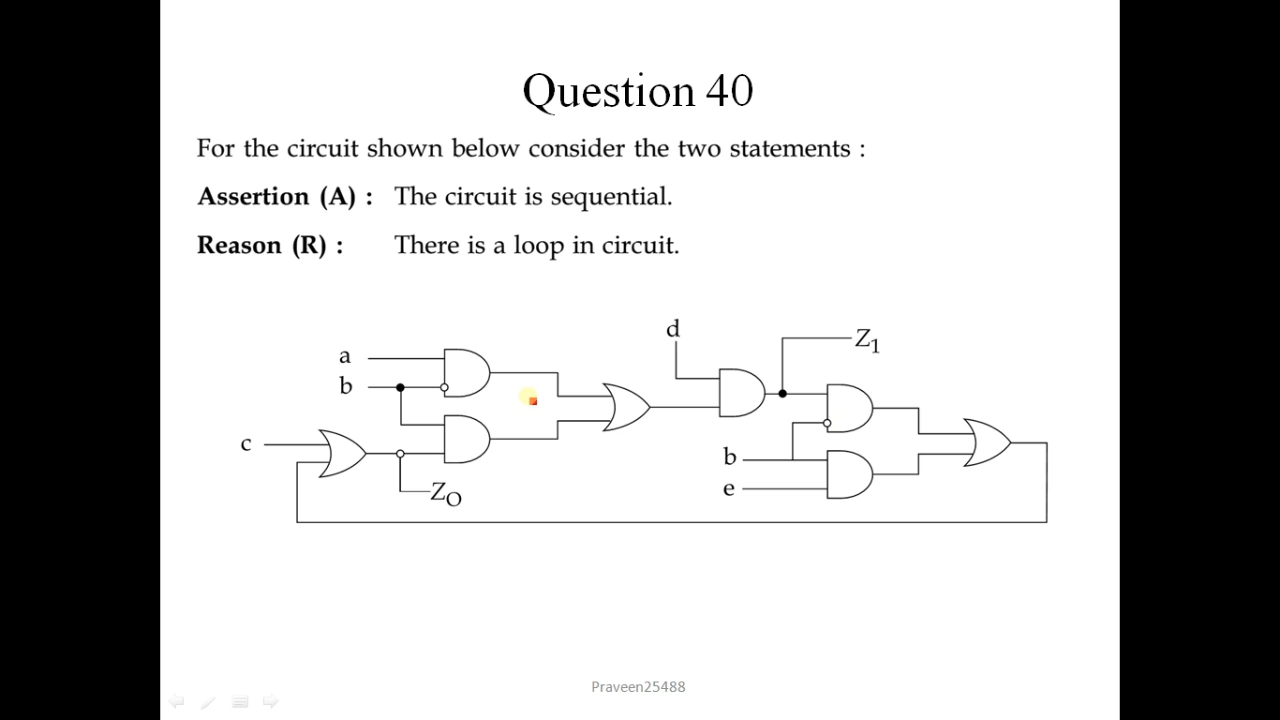 Question 40
For the circuit shown below consider the two statements :
Assertion (A) : The circuit is sequential.
Reason (R) : There is a loop in circuit.
d
Z1
a
b
c
b
e
ZO
Praveen25488